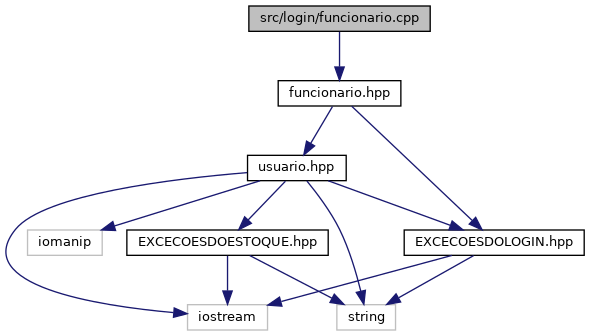 src/login/funcionario.cpp
funcionario.hpp
usuario.hpp
iomanip
EXCECOESDOESTOQUE.hpp
EXCECOESDOLOGIN.hpp
iostream
string